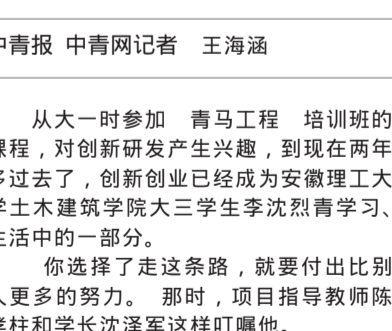 中青报 中青网记者 王海涵
从大一时参加 青马工程 培训班的
课程，对创新研发产生兴趣，到现在两年
多过去了，创新创业已经成为安徽理工大
学土木建筑学院大三学生李沈烈青学习、
生活中的一部分。
你选择了走这条路，就要付出比别
人更多的努力。 那时，项目指导教师陈
孝柱和学长沈泽军这样叮嘱他。